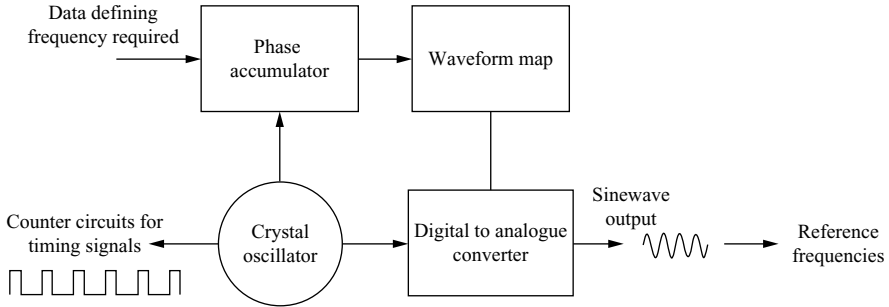 Data defining
frequency required
Phase
accumulator
Waveform map
Counter circuits for
timing signals
Crystal
oscillator
Digital to analogue
converter
Sinewave
output
Reference
frequencies